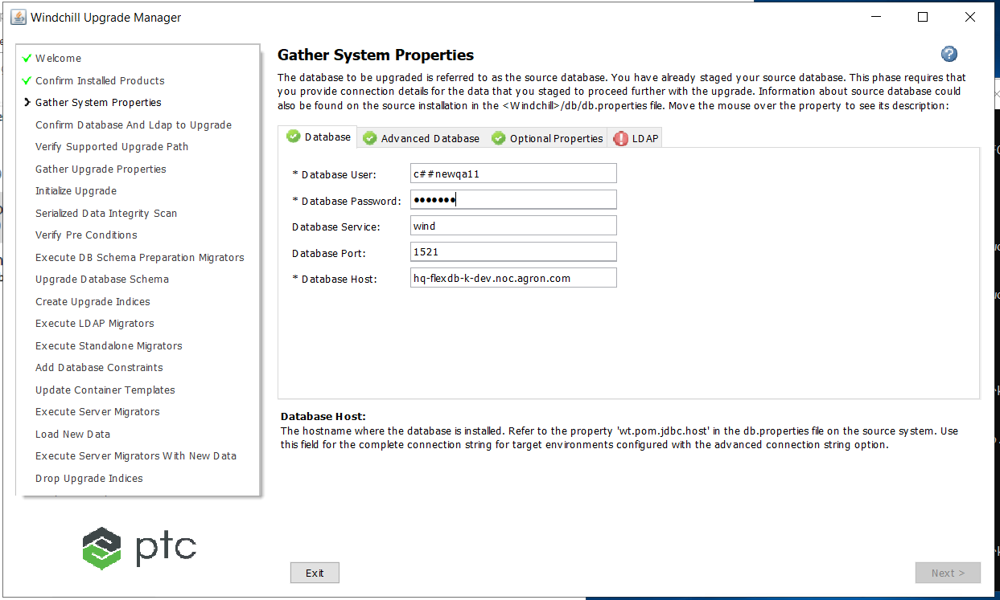 Windchill Upgrade Manager
Welcome
Confirm Installed Products
Gather System Properties
Confirm Database And Ldap to Upgrade
Verify Supported Upgrade Path
Gather Upgrade Properties
Initialize Upgrade
Serialized Data Integrity Scan
Verify Pre Conditions
Execute DB Schema Preparation Migrators
Upgrade Database Schema
Create Upgrade Indices
Execute LDAP Migrators
Execute Standalone Migrators
Add Database Constraints
Update Container Templates
Execute Server Migrators
Load New Data
Execute Server Migrators With New Data
Drop Upgrade Indices
ptc
Gather System Properties
?
The database to be upgraded is referred to as the source database. You have already staged your source database. This phase requires that
you provide connection details for the data that you staged to proceed further with the upgrade. Information about source database could
also be found on the source installation in the <Windchill>/db/db.properties file. Move the mouse over the property to see its description:
Database Advanced Database Optional Properties ! LDAP
* Database User: c##newqa11
* Database Password: •••••••
Database Service: wind
Database Port: 1521
* Database Host: hq-flexdb-k-dev.noc.agron.com
Database Host:
The hostname where the database is installed. Refer to the property 'wt.pom.jdbc.host' in the db.properties file on the source system. Use
this field for the complete connection string for target environments configured with the advanced connection string option.
Exit
Next >